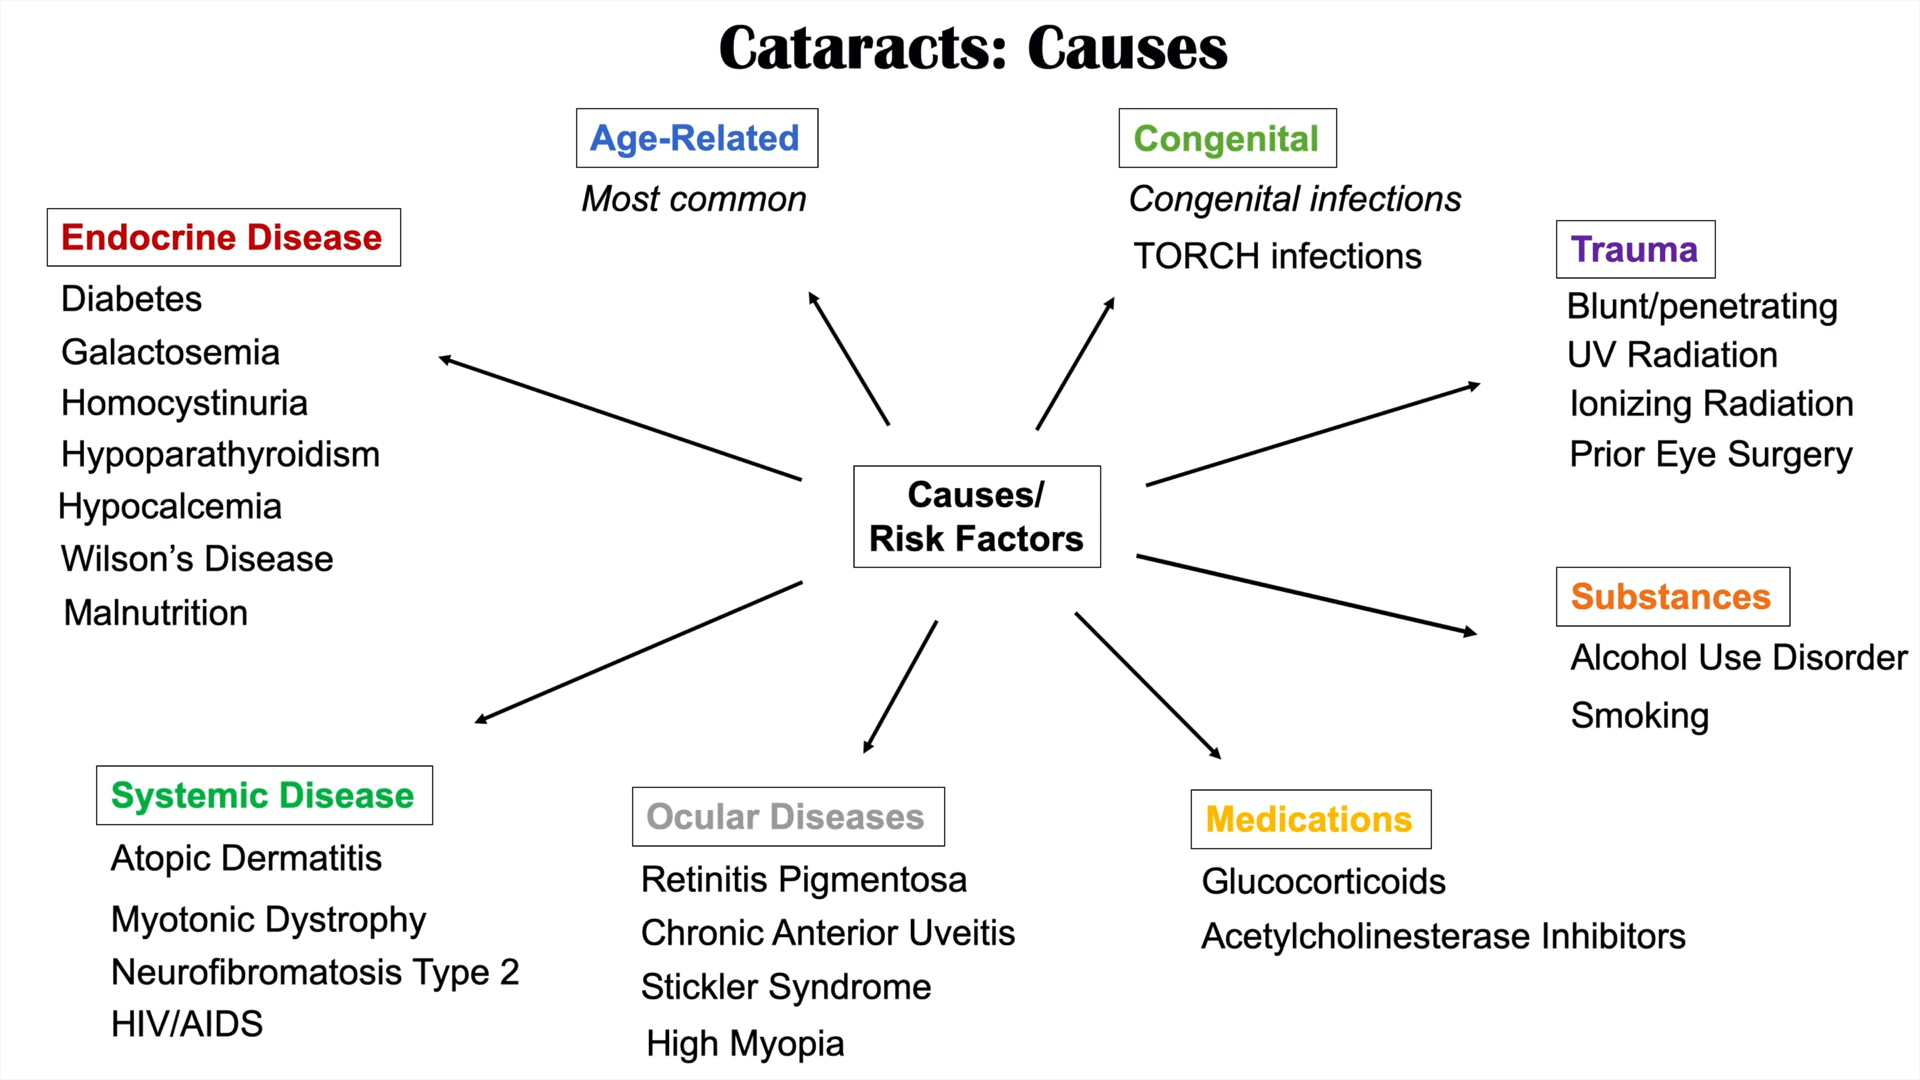 Cataracts: Causes
Age-Related
Most common
Congenital
Congenital infections
TORCH infections
Endocrine Disease
Diabetes
Galactosemia
Homocystinuria
Hypoparathyroidism
Hypocalcemia
Wilson’s Disease
Malnutrition
Trauma
Blunt/penetrating
UV Radiation
Ionizing Radiation
Prior Eye Surgery
Causes/
Risk Factors
Substances
Alcohol Use Disorder
Smoking
Systemic Disease
Atopic Dermatitis
Myotonic Dystrophy
Neurofibromatosis Type 2
HIV/AIDS
Ocular Diseases
Retinitis Pigmentosa
Chronic Anterior Uveitis
Stickler Syndrome
High Myopia
Medications
Glucocorticoids
Acetylcholinesterase Inhibitors